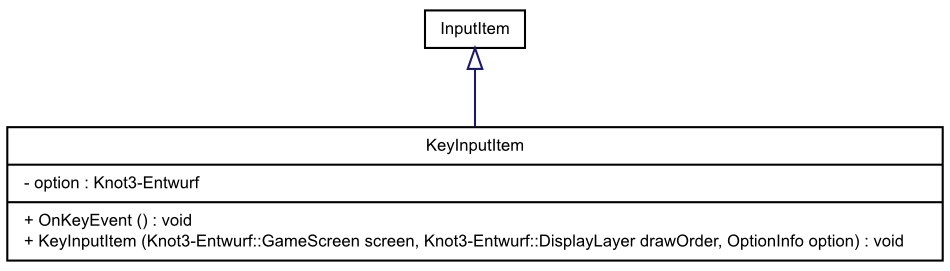 InputItem
KeyInputItem
- option : Knot3-Entwurf
+ OnKeyEvent () : void
+ KeyInputItem (Knot3-Entwurf::GameScreen screen, Knot3-Entwurf::DisplayLayer drawOrder, OptionInfo option) : void